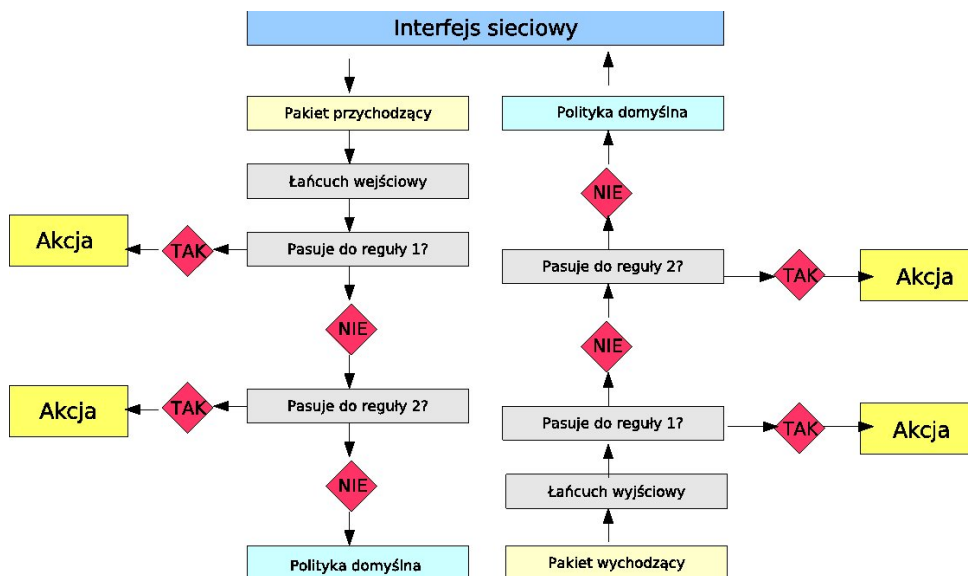 Interfejs sieciowy
Pakiet przychodzący
Łańcuch wejściowy
Akcja
TAK
Pasuje do reguły 1?
NIE
Akcja
TAK
Pasuje do reguły 2?
NIE
Polityka domyślna
Polityka domyślna
NIE
Pasuje do reguły 2?
TAK
Akcja
NIE
Pasuje do reguły 1?
TAK
Akcja
Łańcuch wyjściowy
Pakiet wychodzący